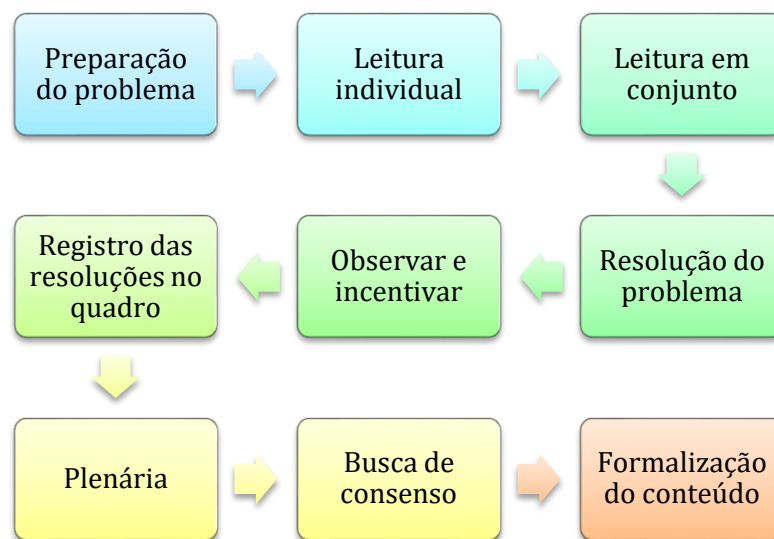 Preparação
do problema
Leitura
individual
Leitura em
conjunto
Resolução do
problema
Observar e
incentivar
Registro das
resoluções no
quadro
Plenária
Busca de
consenso
Formalização
do conteúdo